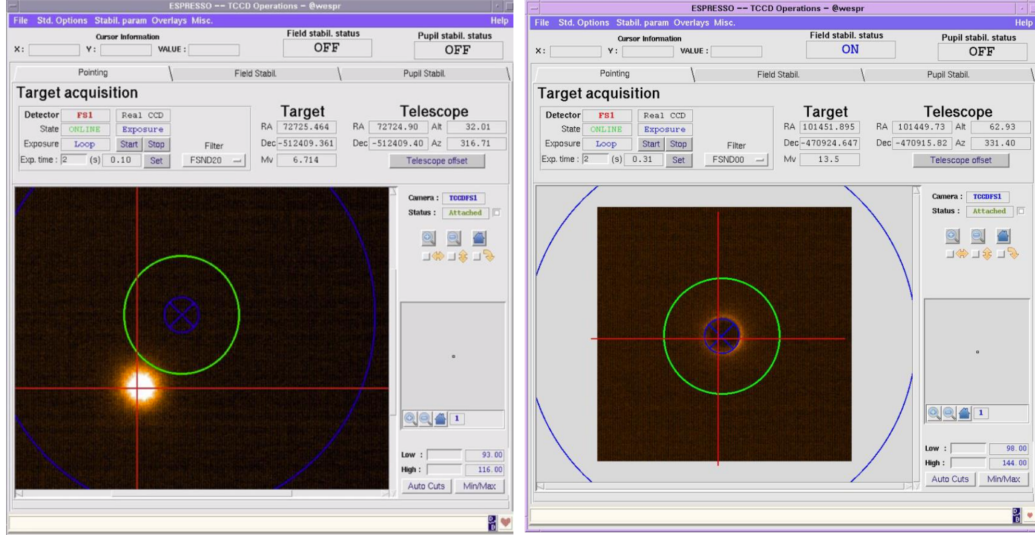 ESPRESSO -- TCCD Operations - @wespr
File Std. Options Stabil. param Overlays Misc. Help
Cursor Information
X: Y: VALUE:
Field stabil. status
OFF
Pupil stabil. status
OFF
Pointing Field Stabil. Pupil Stabil.
Target acquisition
Detector FS1 Real CCD
State ONLINE Exposure
Exposure Loop Start Stop
Exp. time: 2 (s) 0.10 Set
Filter
FSND20
Target
RA 72725.464
Dec -512409.361
Mv 6.714
Telescope
RA 72724.90 Alt 32.01
Dec -512409.40 Az 316.71
Telescope offset
Camera: TCCDFS1
Status: Attached
1
Low: 93.00
High: 116.00
Auto Cuts Min/Max
ESPRESSO -- TCCD Operations - @wespr
File Std. Options Stabil. param Overlays Misc. Help
Cursor Information
X: Y: VALUE:
Field stabil. status
ON
Pupil stabil. status
OFF
Pointing Field Stabil. Pupil Stabil.
Target acquisition
Detector FS1 Real CCD
State ONLINE Exposure
Exposure Loop Start Stop
Exp. time: 2 (s) 0.31 Set
Filter
FSND00
Target
RA 101451.895
Dec -470924.647
Mv 13.5
Telescope
RA 101449.73 Alt 62.93
Dec -470915.82 Az 331.40
Telescope offset
Camera: TCCDFS1
Status: Attached
1
Low: 90.00
High: 144.00
Auto Cuts Min/Max